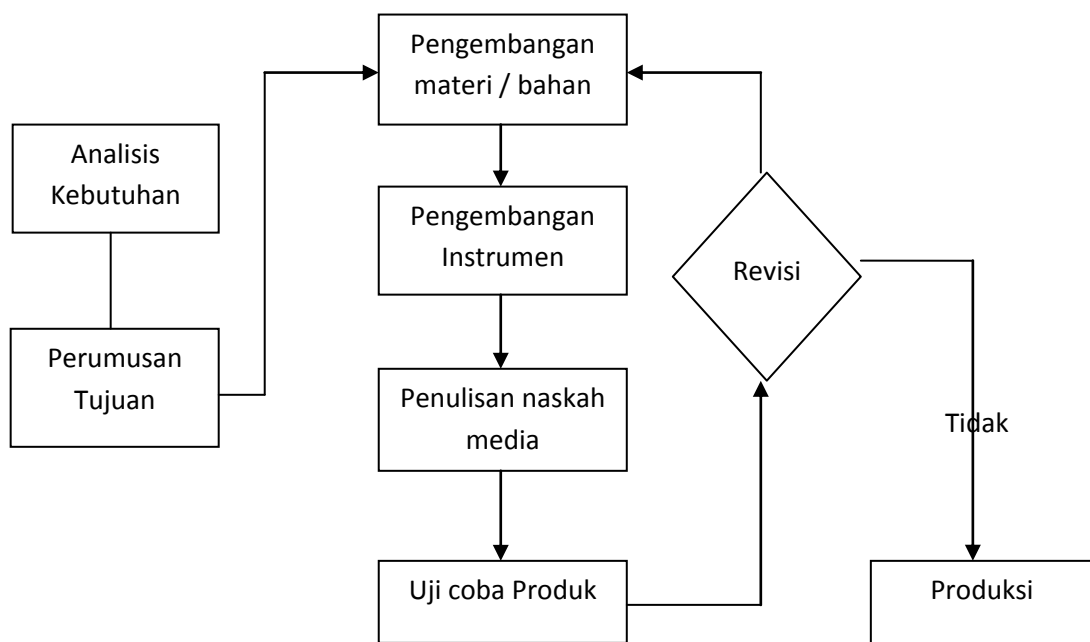 Analisis
Kebutuhan
Perumusan
Tujuan
Pengembangan
materi / bahan
Pengembangan
Instrumen
Penulisan naskah
media
Uji coba Produk
Revisi
Tidak
Produksi